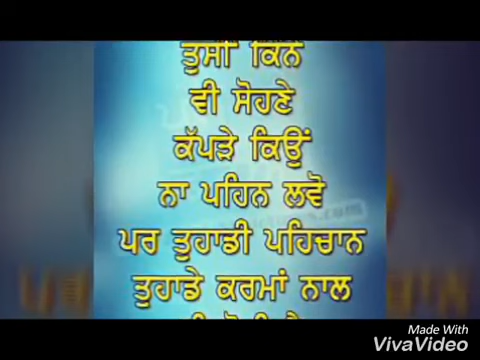 ਤੁਸੀਂ ਕਿੰਨੇ
ਵੀ ਸੋਹਣੇ
ਕੱਪੜੇ ਕਿਉਂ
ਨਾ ਪਹਿਨ ਲਵੋ
ਪਰ ਤੁਹਾਡੀ ਪਹਿਚਾਨ
ਤੁਹਾਡੇ ਕਰਮਾਂ ਨਾਲ
Made With
VivaVideo